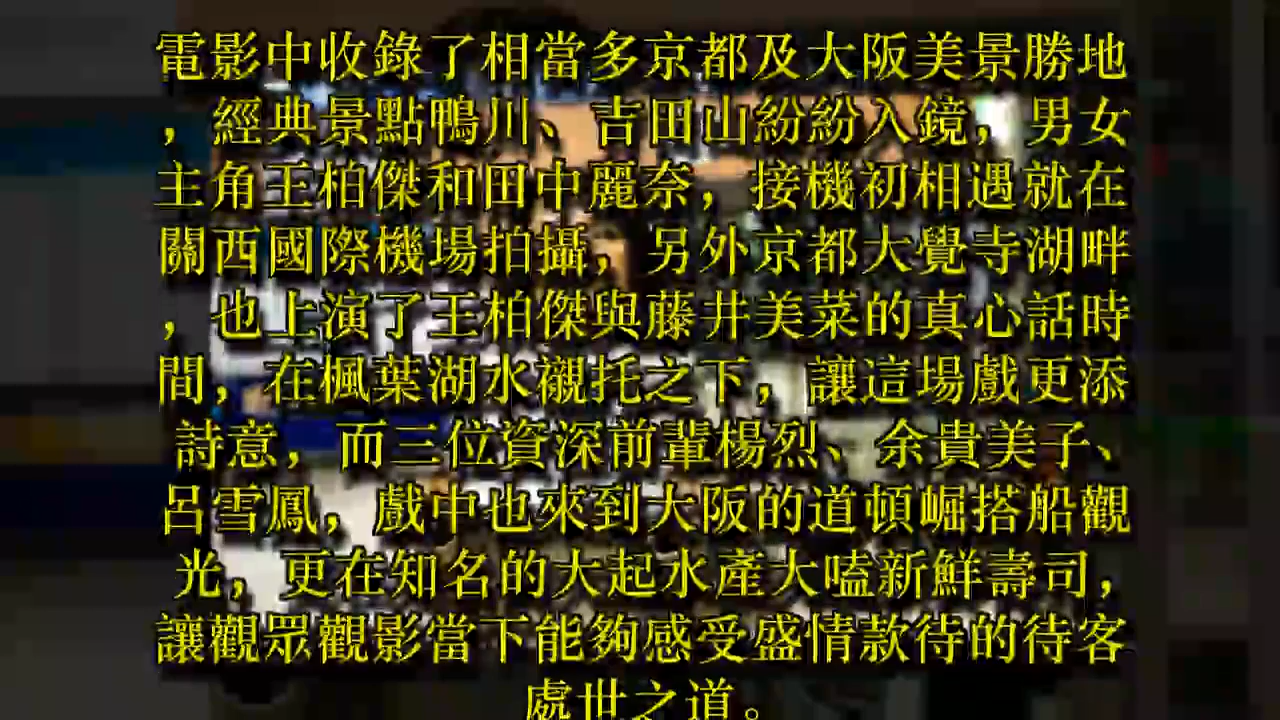 電影中收錄了相當多京都及大阪美景勝地
，經典景點鴨川、吉田山紛紛入鏡，男女
主角王柏傑和田中麗奈，接機初相遇就在
關西國際機場拍攝，另外京都大覺寺湖畔
，也上演了王柏傑與藤井美菜的真心話時
間，在楓葉湖水襯托之下，讓這場戲更添
詩意，而三位資深前輩楊烈、余貴美子、
呂雪鳳，戲中也來到大阪的道頓崛搭船觀
光，更在知名的大起水產大嗑新鮮壽司，
讓觀眾觀影當下能夠感受盛情款待的待客
處世之道。